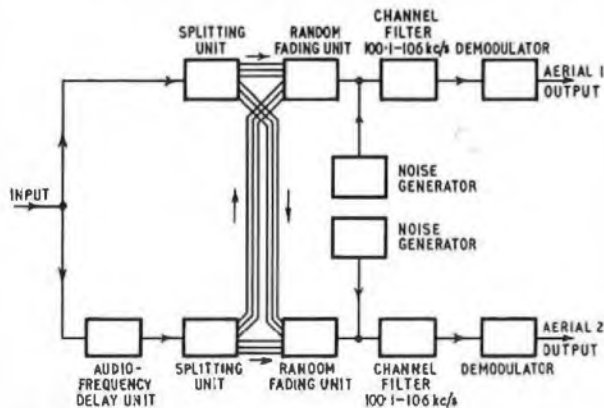 SPLITTING
UNIT
RANDOM
FADING UNIT
CHANNEL
FILTER
100·1–106 kc/s
DEMODULATOR
AERIAL 1
OUTPUT
NOISE
GENERATOR
INPUT
NOISE
GENERATOR
AERIAL 2
OUTPUT
AUDIO-
FREQUENCY
DELAY UNIT
SPLITTING
UNIT
RANDOM
FADING UNIT
CHANNEL
FILTER
100·1–106 kc/s
DEMODULATOR